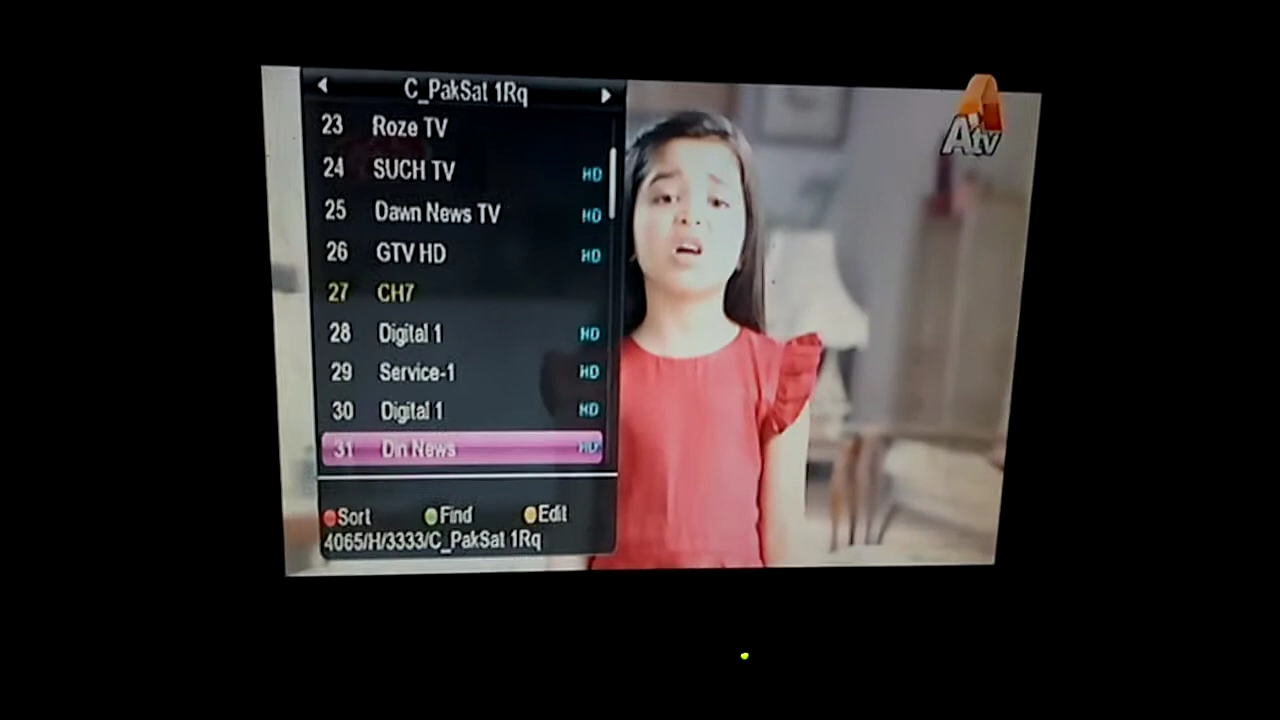 C_PakSat 1Rq
23 Roze TV
24 SUCH TV HD
25 Dawn News TV HD
26 GTV HD HD
27 CH7
28 Digital 1 HD
29 Service-1 HD
30 Digital 1 HD
31 Din News HD
Sort Find Edit
4065/H/3333/C_PakSat 1Rq
Atv